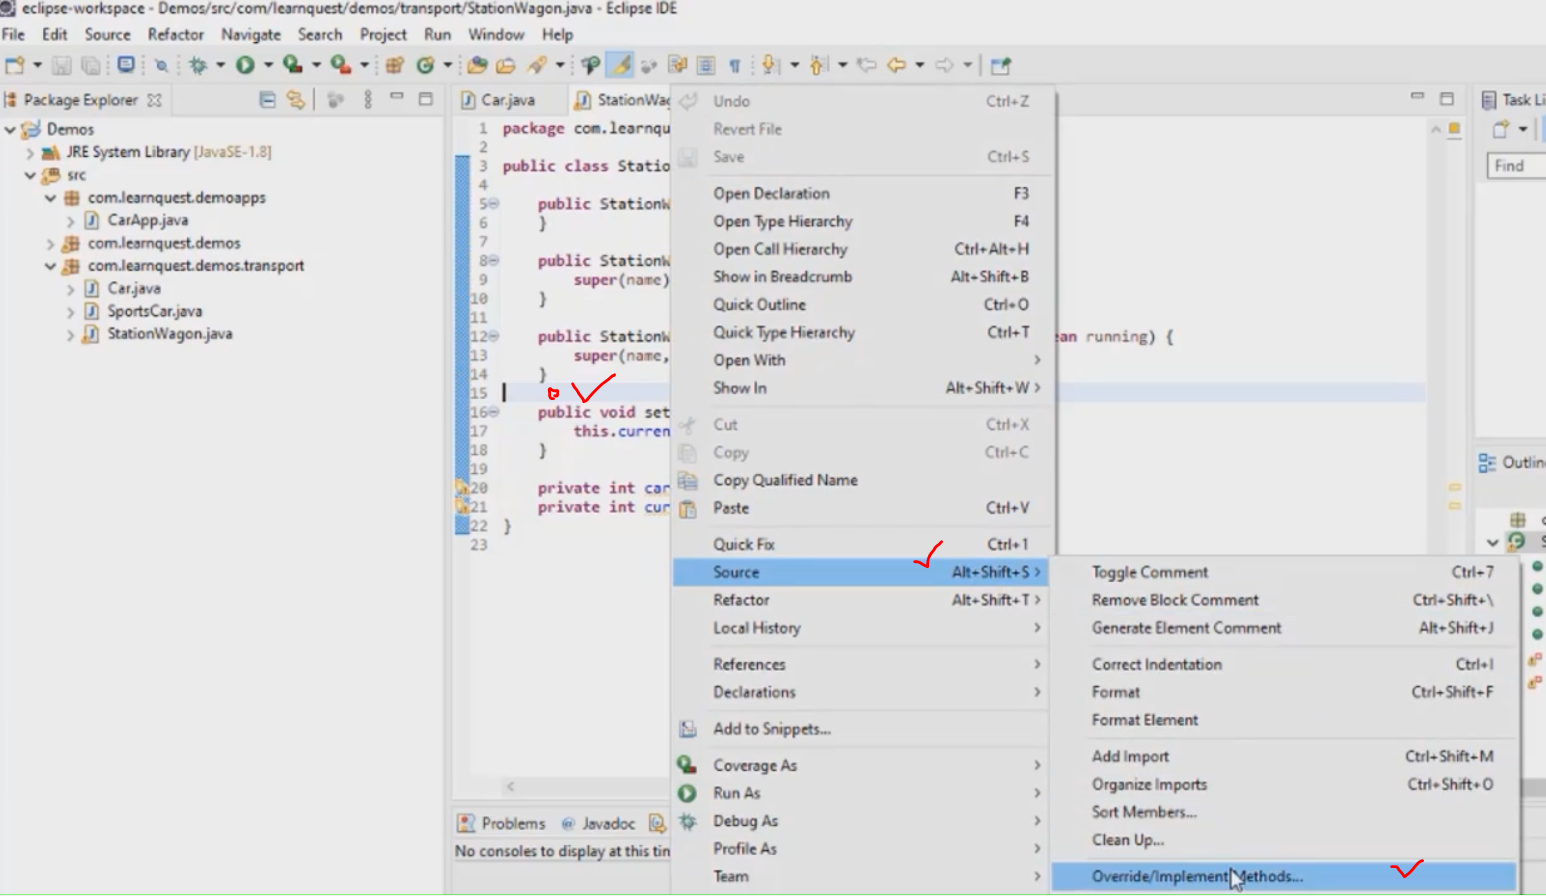 eclipse-workspace - Demos/src/com/learnquest/demos/transport/StationWagon.java - Eclipse IDE
File Edit Source Refactor Navigate Search Project Run Window Help
Package Explorer
Demos
JRE System Library [JavaSE-1.8]
src
com.learnquest.demoapps
CarApp.java
com.learnquest.demos
com.learnquest.demos.transport
Car.java
SportsCar.java
StationWagon.java
Car.java StationWag
1 package com.learnqu
2
3 public class Statio
4
5 public StationW
6 }
7
8 public StationW
9 super(name)
10 }
11
12 public StationW an running) {
13 super(name,
14 }
15
16 public void set
17 this.curren
18 }
19
20 private int car
21 private int cur
22 }
23
Undo Ctrl+Z
Revert File
Save Ctrl+S
Open Declaration F3
Open Type Hierarchy F4
Open Call Hierarchy Ctrl+Alt+H
Show in Breadcrumb Alt+Shift+B
Quick Outline Ctrl+O
Quick Type Hierarchy Ctrl+T
Open With
Show In Alt+Shift+W
Cut Ctrl+X
Copy Ctrl+C
Copy Qualified Name
Paste Ctrl+V
Quick Fix Ctrl+1
Source Alt+Shift+S
Refactor Alt+Shift+T
Local History
References
Declarations
Add to Snippets...
Coverage As
Run As
Debug As
Profile As
Team
Toggle Comment Ctrl+7
Remove Block Comment Ctrl+Shift+\
Generate Element Comment Alt+Shift+J
Correct Indentation Ctrl+I
Format Ctrl+Shift+F
Format Element
Add Import Ctrl+Shift+M
Organize Imports Ctrl+Shift+O
Sort Members...
Clean Up...
Override/Implement Methods...
Task Li
Find
Outlin
Problems @ Javadoc
No consoles to display at this tim